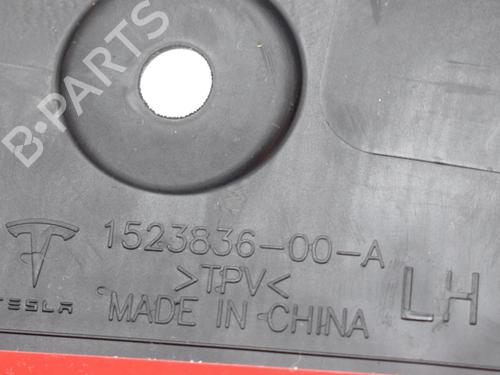 B-PARTS
1523836-00-A
>TPV<
LH
TESLA
MADE IN CHINA